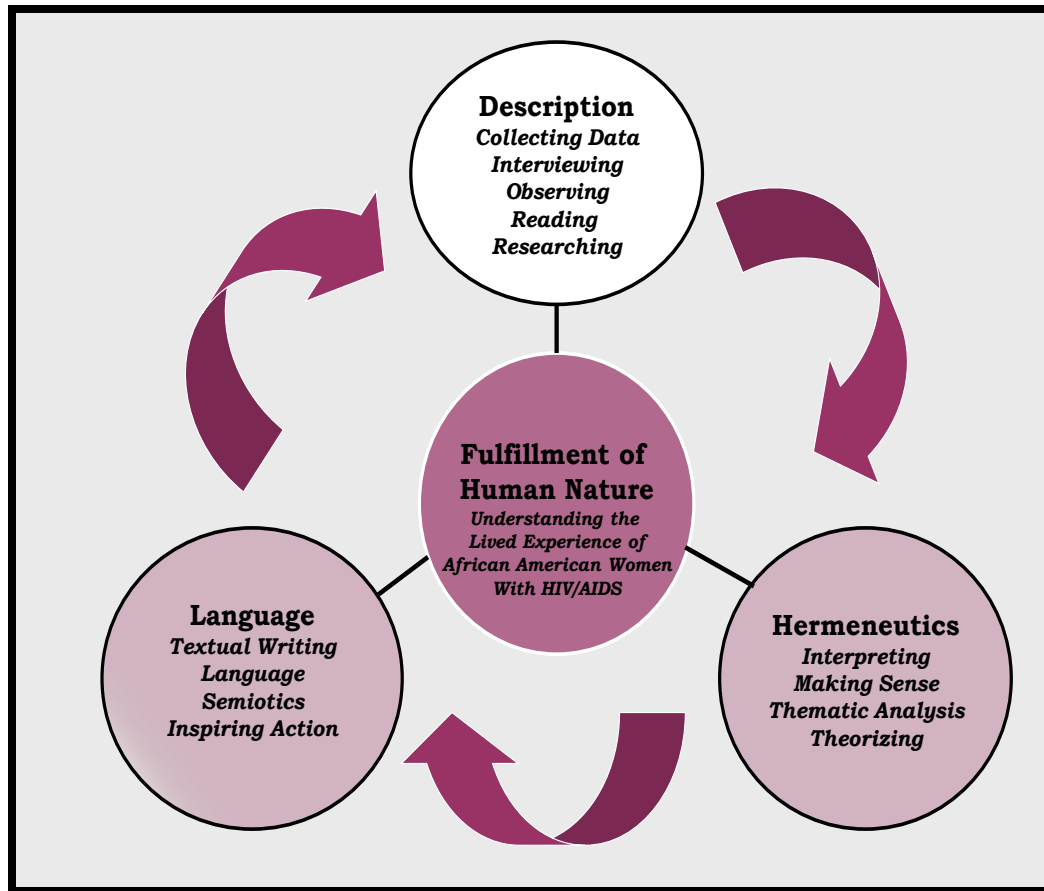 Description
Collecting Data
Interviewing
Observing
Reading
Researching
Fulfillment of
Human Nature
Understanding the
Lived Experience of
African American Women
With HIV/AIDS
Language
Textual Writing
Language
Semiotics
Inspiring Action
Hermeneutics
Interpreting
Making Sense
Thematic Analysis
Theorizing